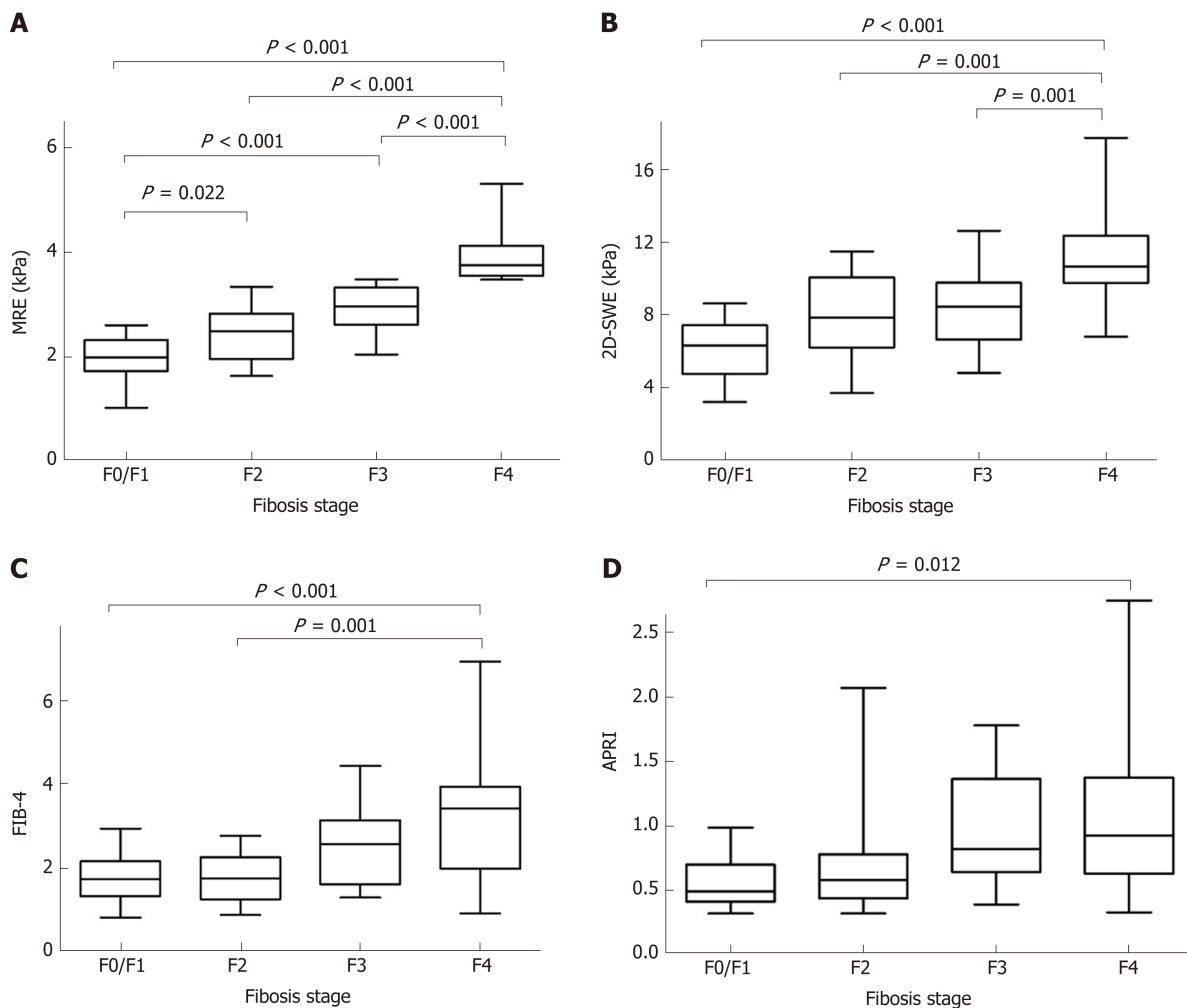 A
P < 0.001
P < 0.001
P < 0.001
P < 0.001
P = 0.022
6
4
2
0
MRE (kPa)
F0/F1 F2 F3 F4
Fibosis stage
B
P < 0.001
P = 0.001
P = 0.001
16
12
8
4
0
2D-SWE (kPa)
F0/F1 F2 F3 F4
Fibosis stage
C
P < 0.001
P = 0.001
6
4
2
0
FIB-4
F0/F1 F2 F3 F4
Fibosis stage
D
P = 0.012
2.5
2.0
1.5
1.0
0.5
0.0
APRI
F0/F1 F2 F3 F4
Fibosis stage